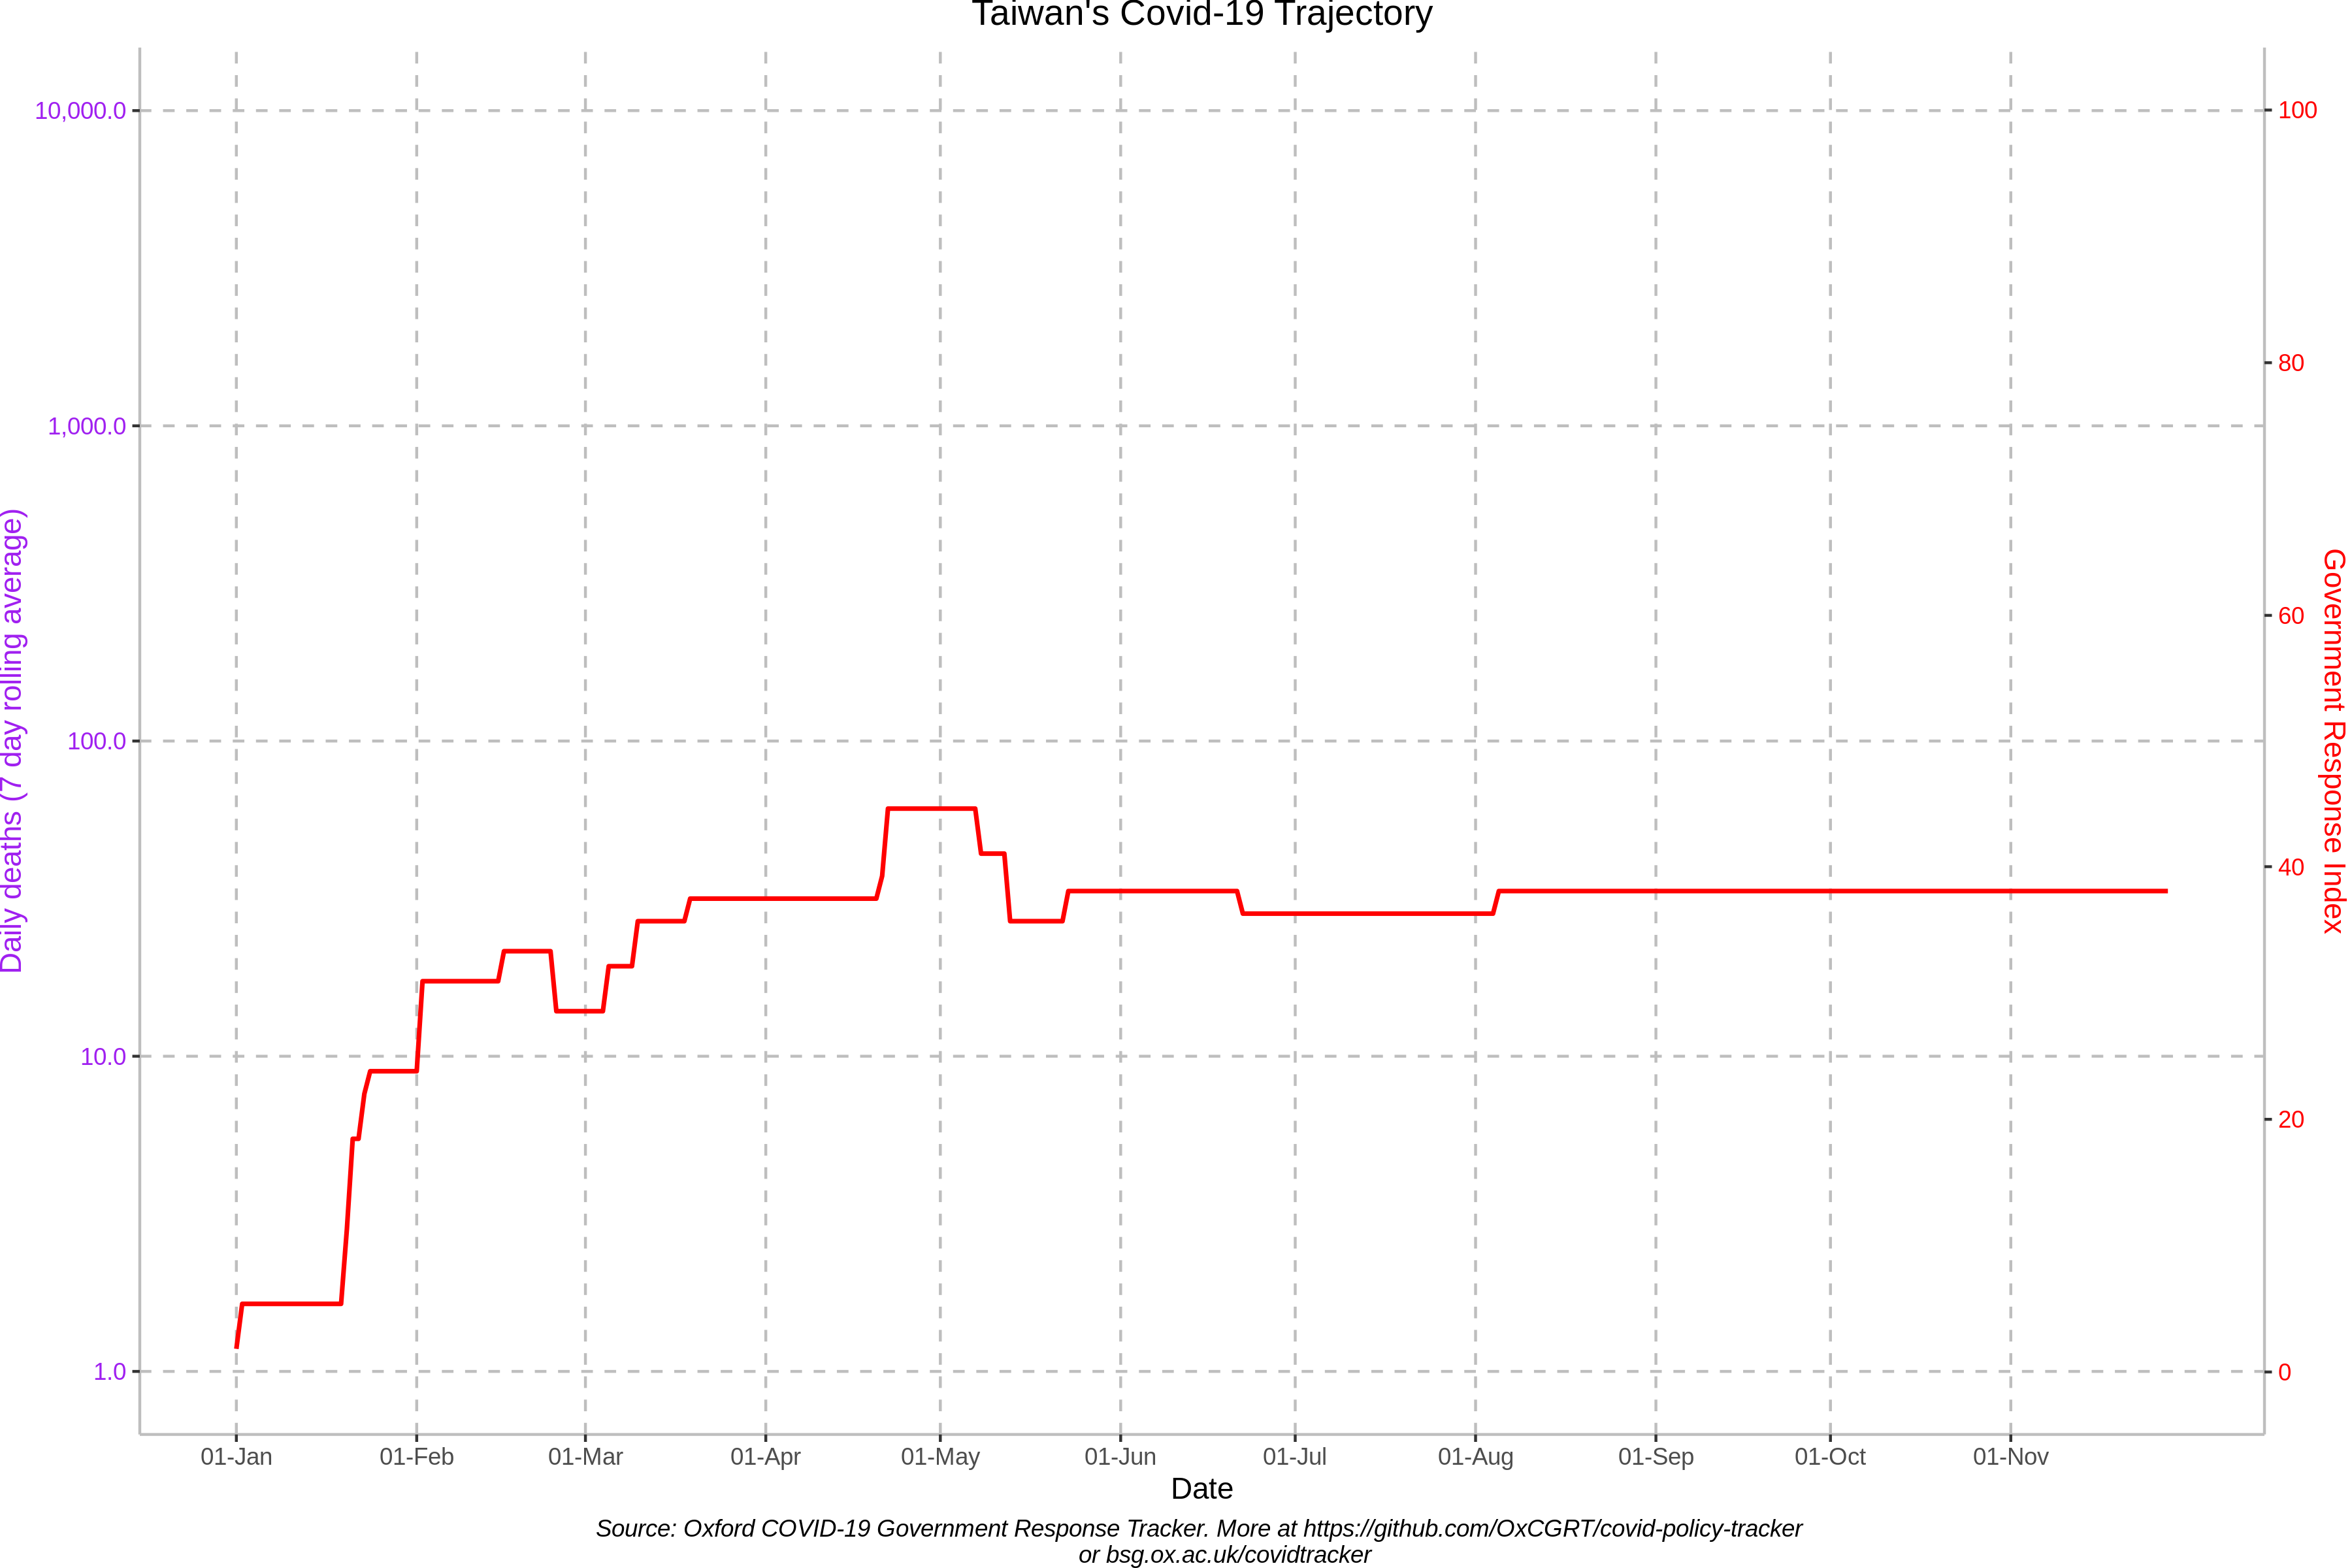 Taiwan's Covid-19 Trajectory
10,000.0
1,000.0
100.0
10.0
1.0
Daily deaths (7 day rolling average)
100
80
60
40
20
0
Government Response Index
01-Jan 01-Feb 01-Mar 01-Apr 01-May 01-Jun 01-Jul 01-Aug 01-Sep 01-Oct 01-Nov
Date
Source: Oxford COVID-19 Government Response Tracker. More at https://github.com/OxCGRT/covid-policy-tracker
or bsg.ox.ac.uk/covidtracker